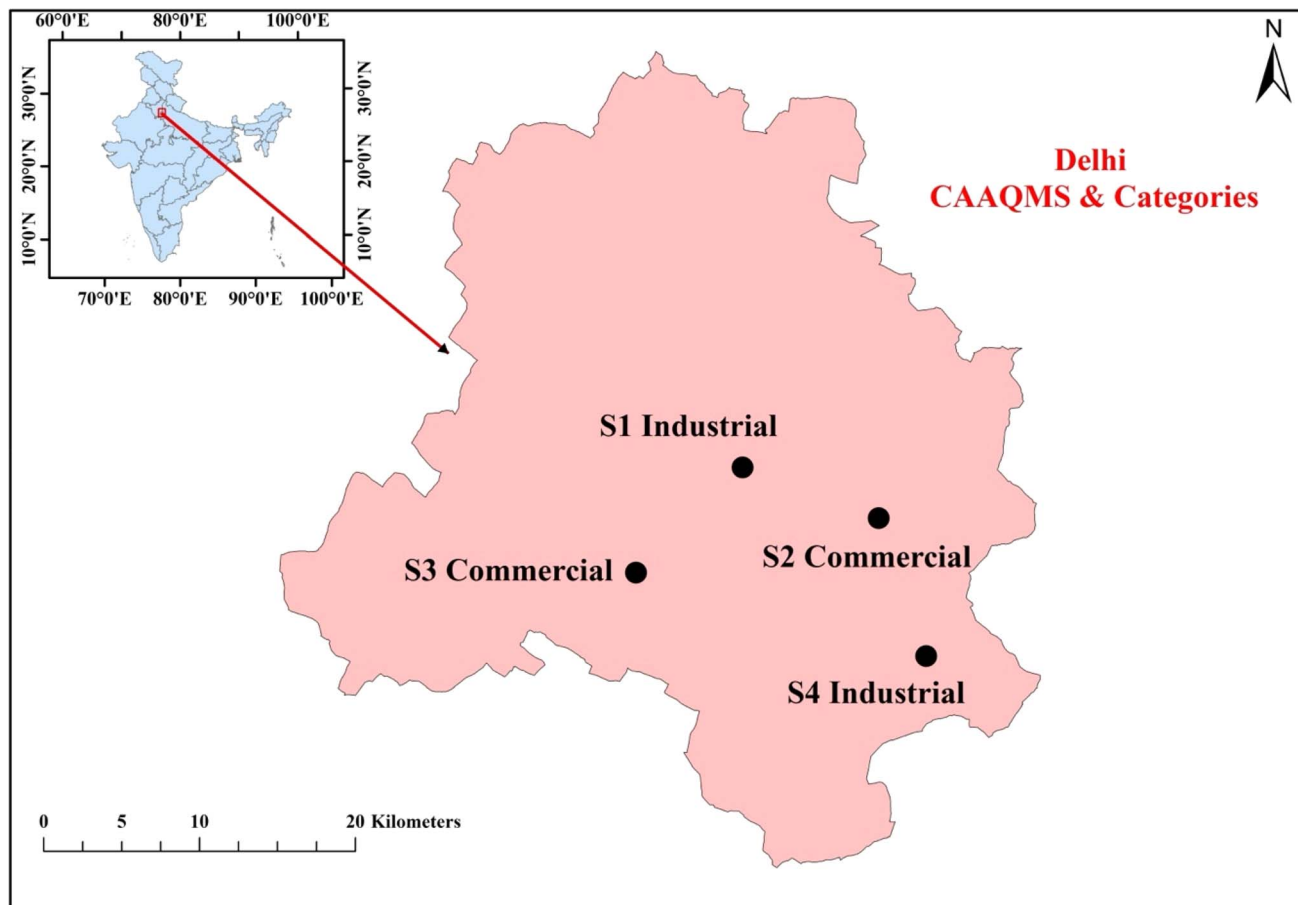 60°0'E 80°0'E 100°0'E
30°0'N
20°0'N
10°0'N
30°0'N
20°0'N
10°0'N
70°0'E 80°0'E 90°0'E 100°0'E
N
Delhi
CAAQMS & Categories
S1 Industrial
S2 Commercial
S3 Commercial
S4 Industrial
0 5 10 20 Kilometers